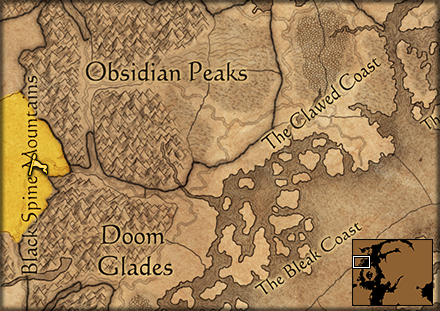 Obsidian Peaks
The Clawed Coast
Black Spine Mountains
Doom
Glades
The Bleak Coast